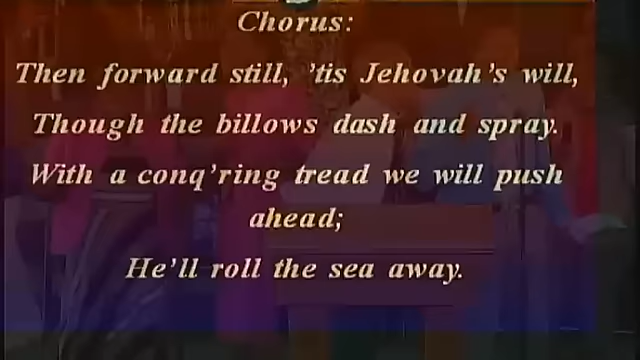 Chorus:
Then forward still, 'tis Jehovah's will,
Though the billows dash and spray.
With a conq'ring tread we will push
ahead;
He'll roll the sea away.